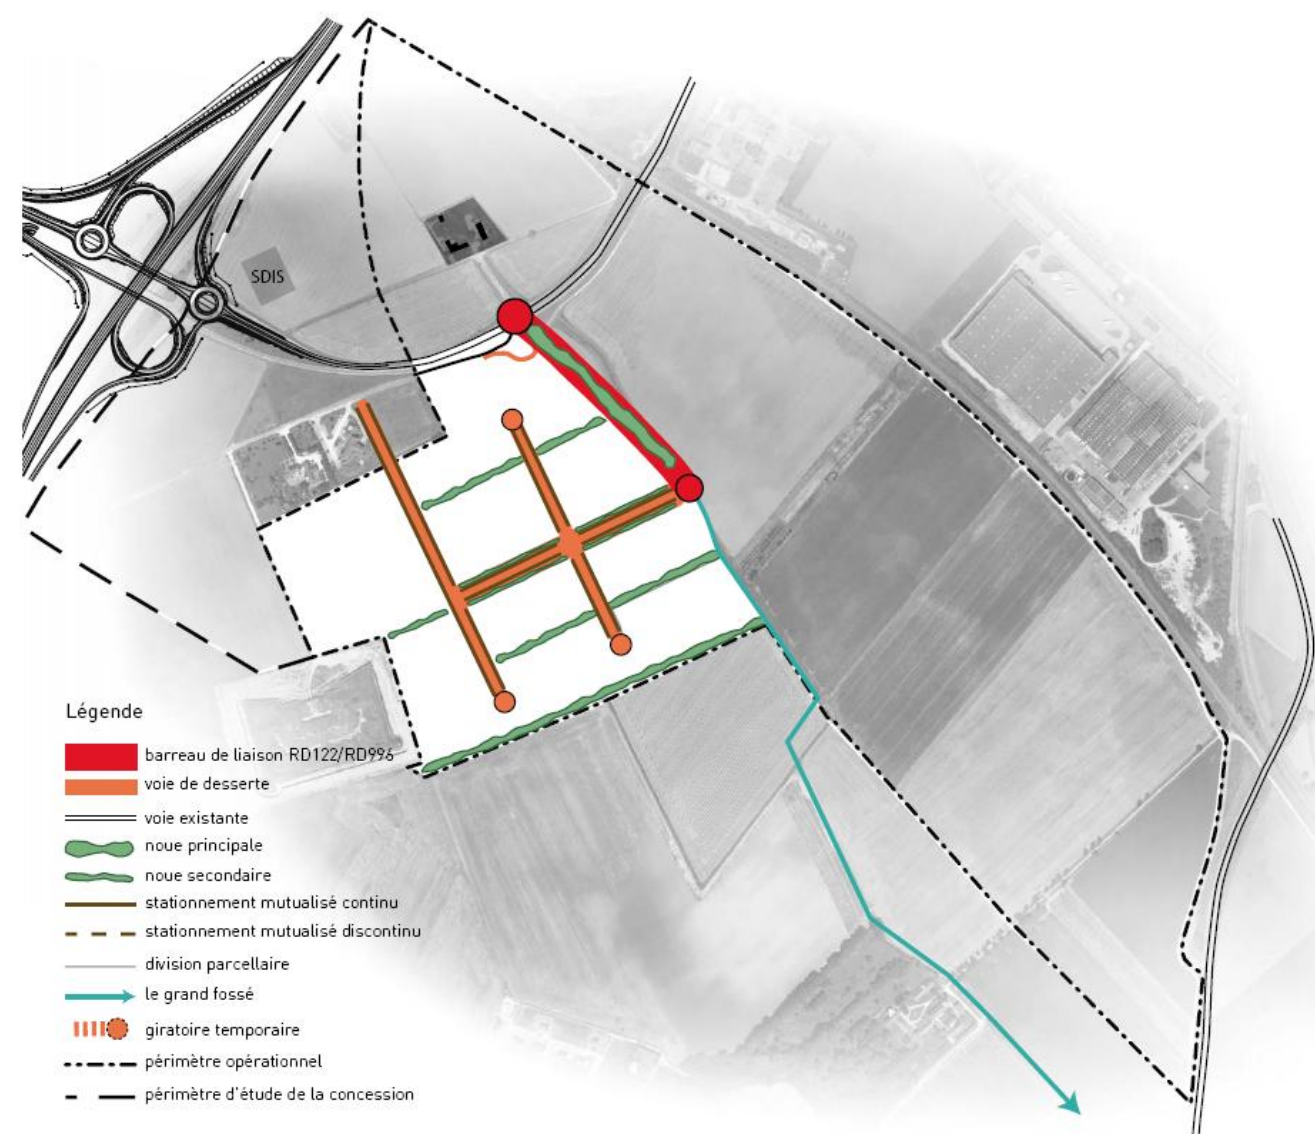 SDIS
Légende
barreau de liaison RD122/RD996
voie de desserte
voie existante
noue principale
noue secondaire
stationnement mutualisé continu
stationnement mutualisé discontinu
division parcellaire
le grand fossé
giratoire temporaire
périmètre opérationnel
périmètre d'étude de la concession